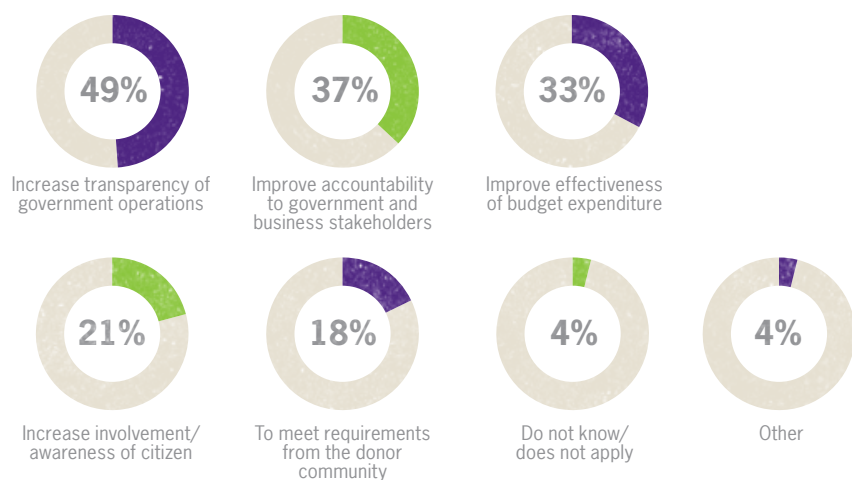 49%
37%
33%
Increase transparency of
government operations
Improve accountability
to government and
business stakeholders
Improve effectiveness
of budget expenditure
21%
18%
4%
4%
Increase involvement/
awareness of citizen
To meet requirements
from the donor
community
Do not know/
does not apply
Other